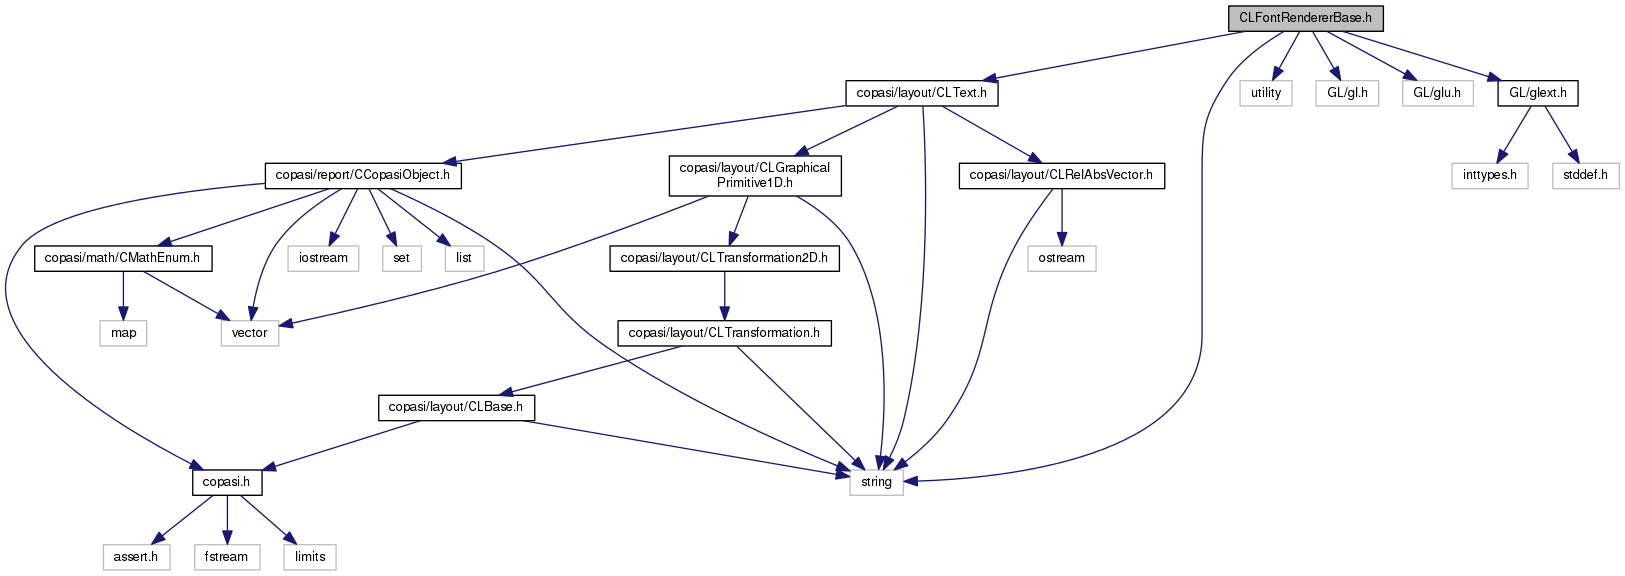 CLFontRendererBase.h
copasi/layout/CLText.h
utility
GL/gl.h
GL/glu.h
GL/glext.h
copasi/report/CCopasiObject.h
copasi/layout/CLGraphical
Primitive1D.h
copasi/layout/CLRelAbsVector.h
inttypes.h
stddef.h
copasi/math/CMathEnum.h
iostream
set
list
copasi/layout/CLTransformation2D.h
ostream
map
vector
copasi/layout/CLTransformation.h
copasi/layout/CLBase.h
copasi.h
string
assert.h
fstream
limits